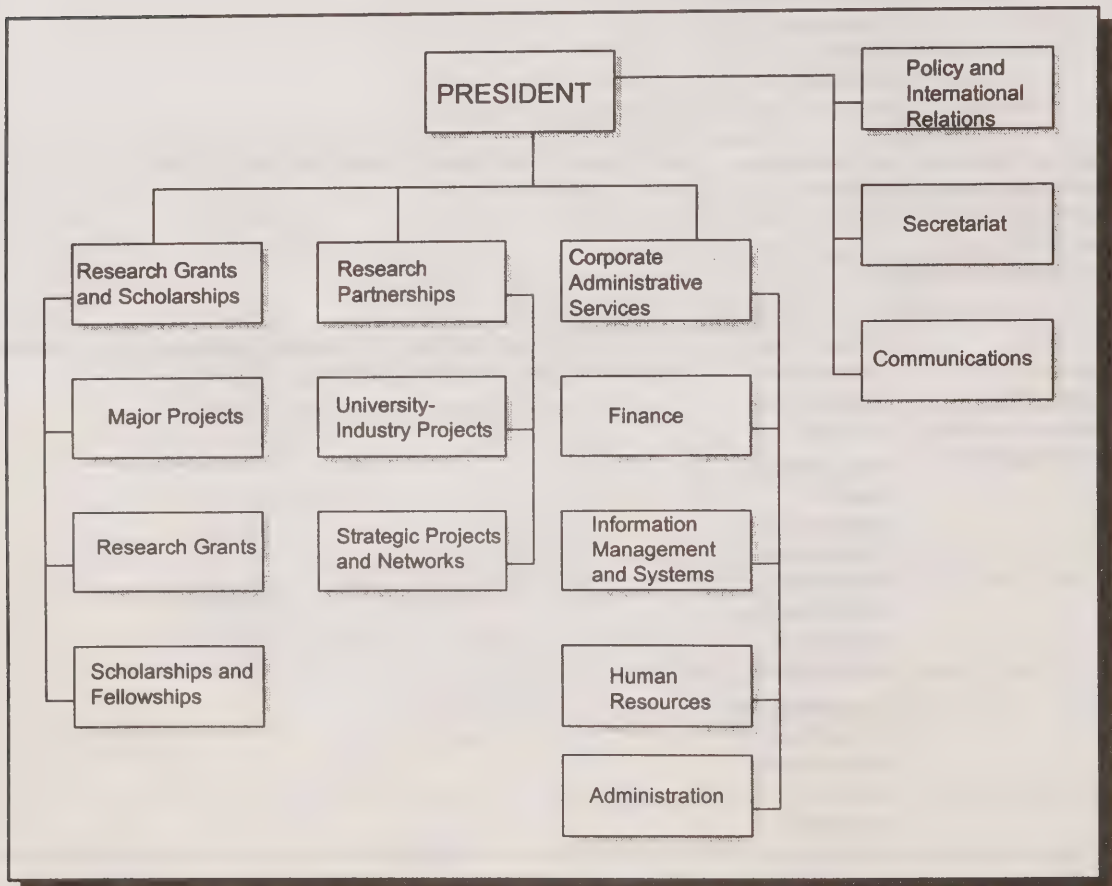 PRESIDENT
Policy and
International
Relations
Secretariat
Communications
Research Grants
and Scholarships
Major Projects
Research Grants
Scholarships and
Fellowships
Research
Partnerships
University-
Industry Projects
Strategic Projects
and Networks
Corporate
Administrative
Services
Finance
Information
Management
and Systems
Human
Resources
Administration